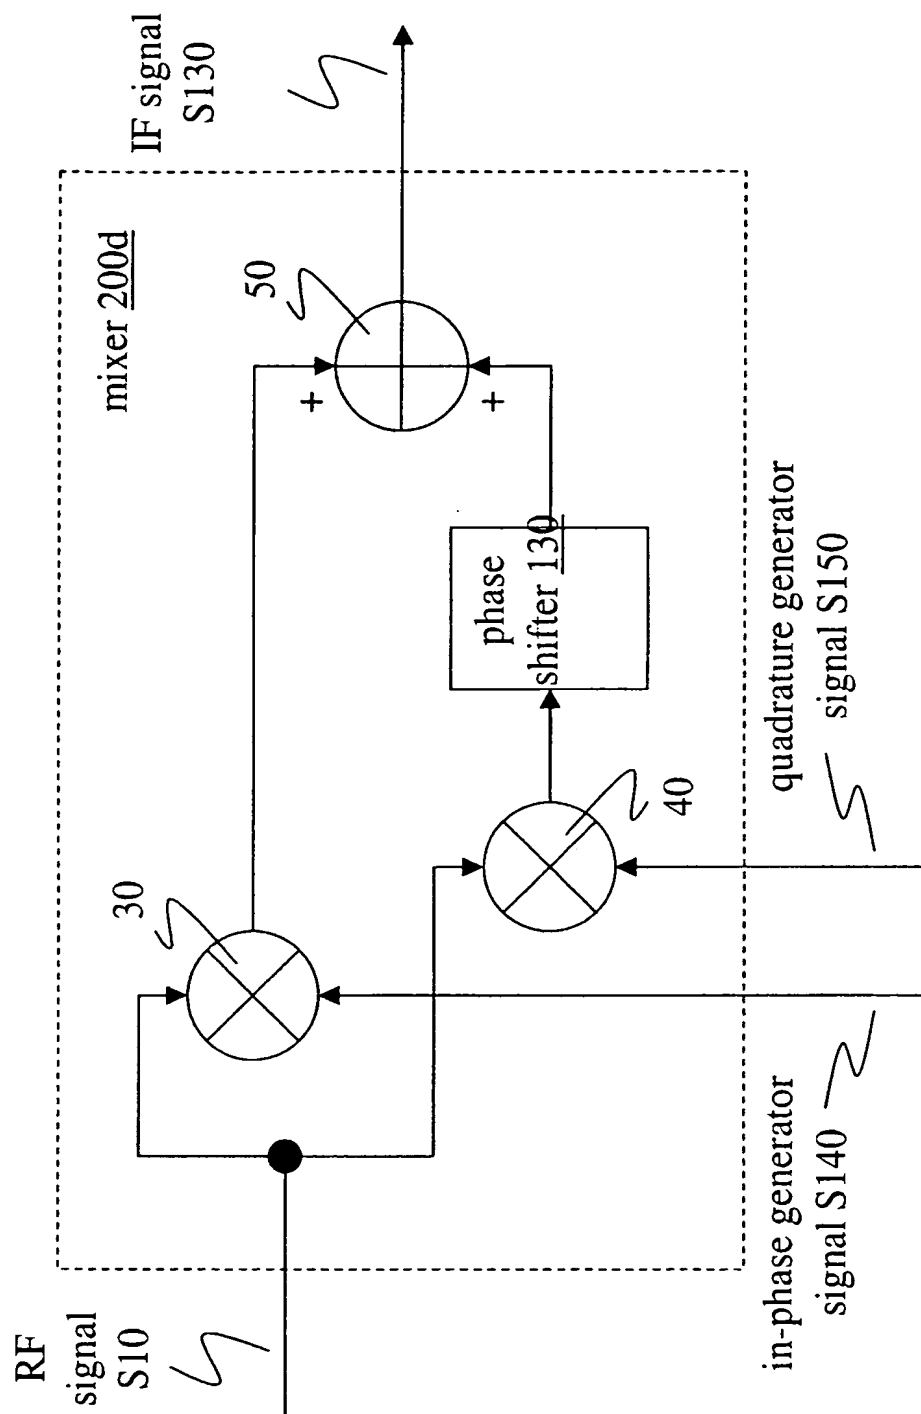 RF
signal
S10
IF signal
S130
mixer 200d
30
50
+
+
40
phase
shifter 130
in-phase generator
signal S140
quadrature generator
signal S150